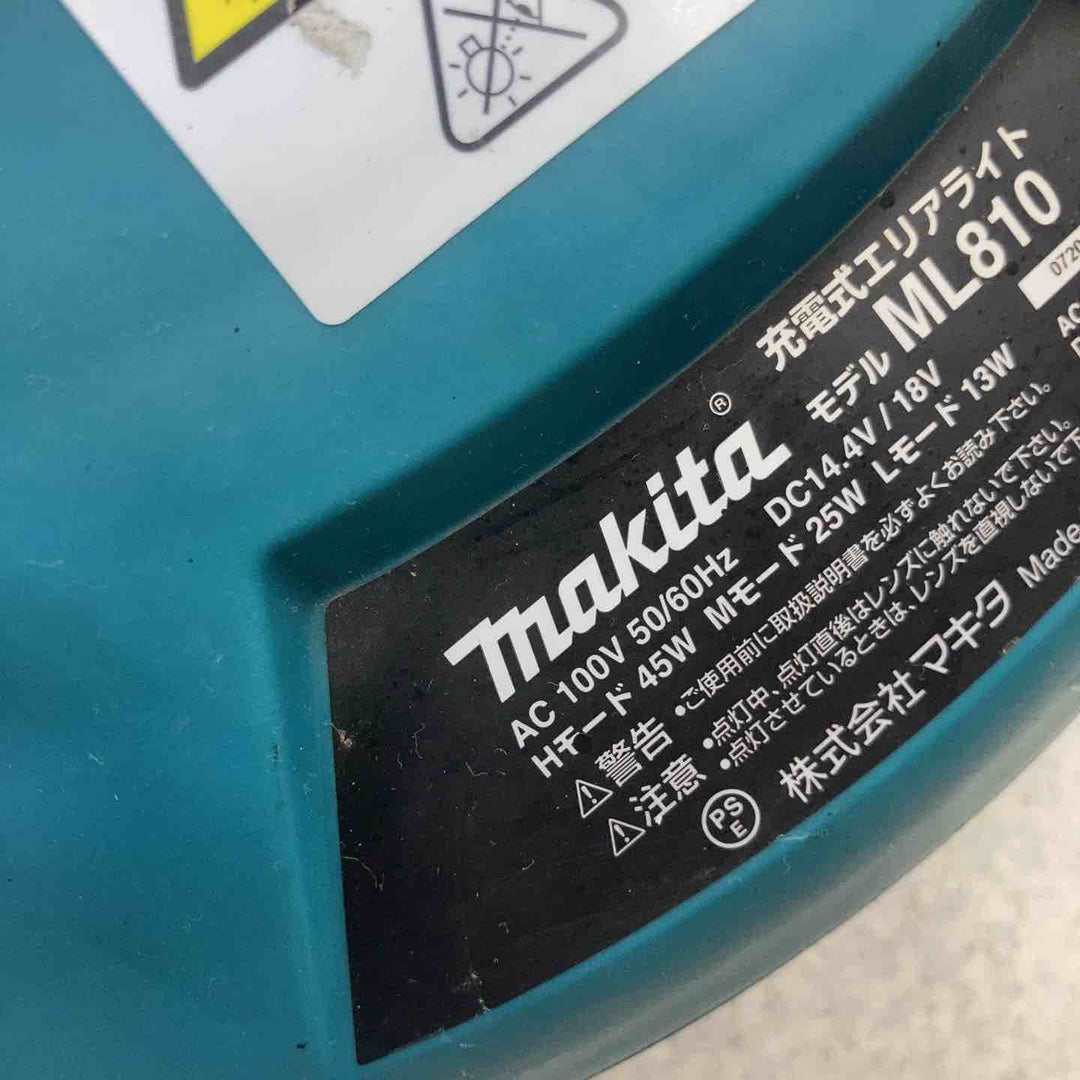 makita®
充電式エリアライト
モデル ML810
AC 100V 50/60Hz DC14.4V/18V
Hモード 45W Mモード 25W Lモード 13W
警告 •ご使用前に取扱説明書を必ずよくお読み下さい。
注意 •点灯中、点灯直後はレンズに触れないで下さい。
•点灯させているときは、レンズを直視しないで下
PSE
株式会社 マキタ Made
0720
AC